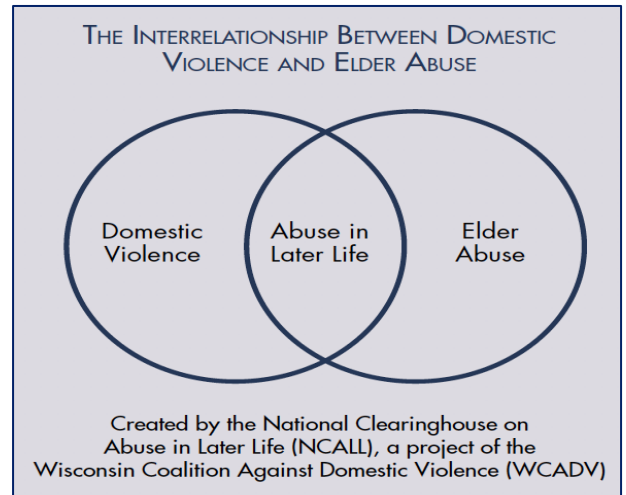 THE INTERRELATIONSHIP BETWEEN DOMESTIC
VIOLENCE AND ELDER ABUSE
Domestic
Violence
Abuse in
Later Life
Elder
Abuse
Created by the National Clearinghouse on
Abuse in Later Life (NCALL), a project of the
Wisconsin Coalition Against Domestic Violence (WCADV)